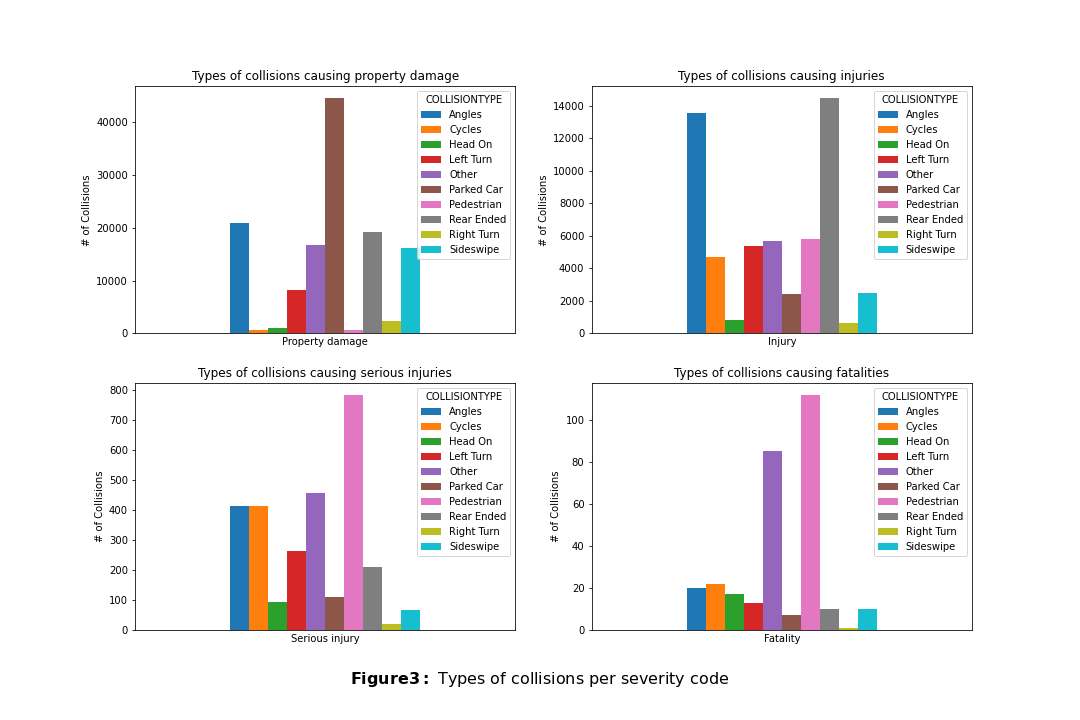 Types of collisions causing property damage
# of Collisions
40000
30000
20000
10000
0
Property damage
COLLISIONTYPE
Angles
Cycles
Head On
Left Turn
Other
Parked Car
Pedestrian
Rear Ended
Right Turn
Sideswipe
Types of collisions causing injuries
# of Collisions
14000
12000
10000
8000
6000
4000
2000
0
Injury
COLLISIONTYPE
Angles
Cycles
Head On
Left Turn
Other
Parked Car
Pedestrian
Rear Ended
Right Turn
Sideswipe
Types of collisions causing serious injuries
# of Collisions
800
700
600
500
400
300
200
100
0
Serious injury
COLLISIONTYPE
Angles
Cycles
Head On
Left Turn
Other
Parked Car
Pedestrian
Rear Ended
Right Turn
Sideswipe
Types of collisions causing fatalities
# of Collisions
100
80
60
40
20
0
Fatality
COLLISIONTYPE
Angles
Cycles
Head On
Left Turn
Other
Parked Car
Pedestrian
Rear Ended
Right Turn
Sideswipe
Figure3: Types of collisions per severity code